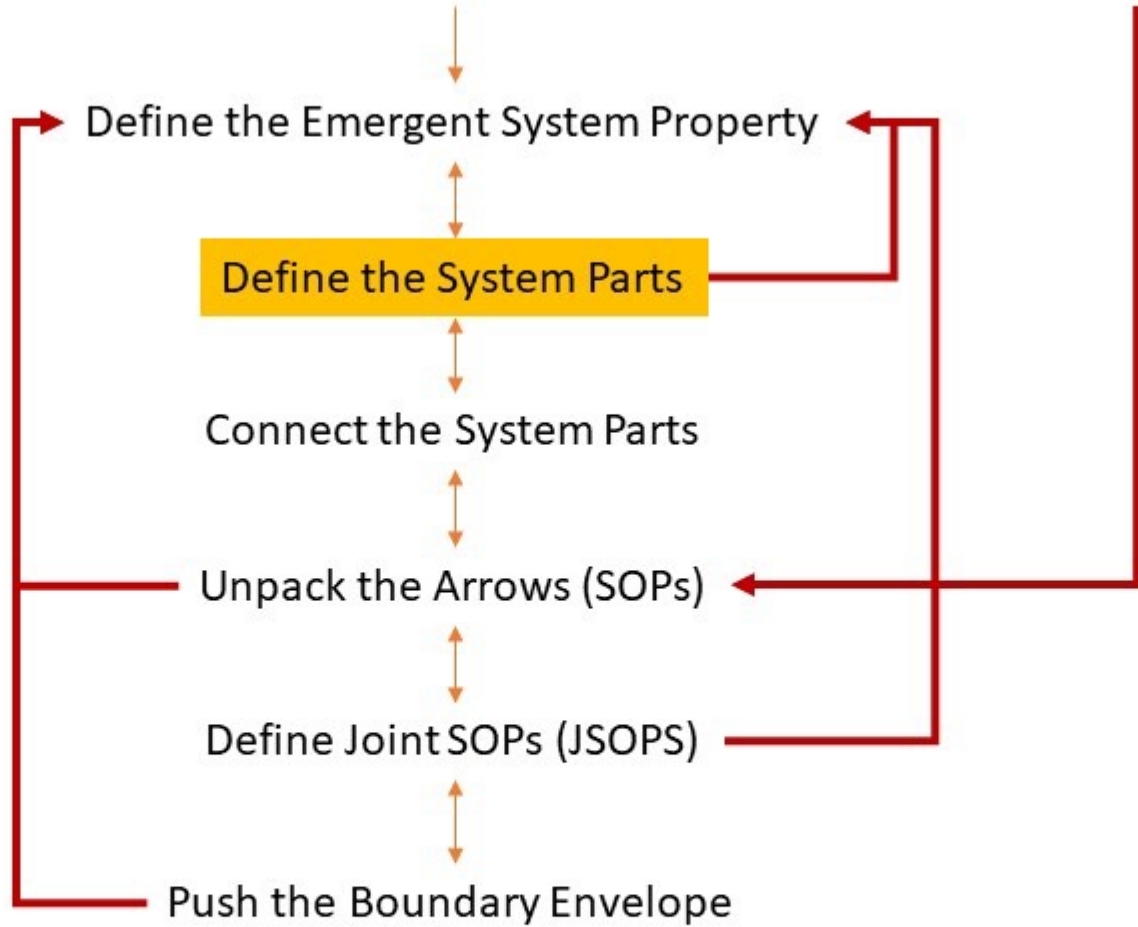 Define the Emergent System Property
Define the System Parts
Connect the System Parts
Unpack the Arrows (SOPs)
Define Joint SOPs (JSOPS)
Push the Boundary Envelope